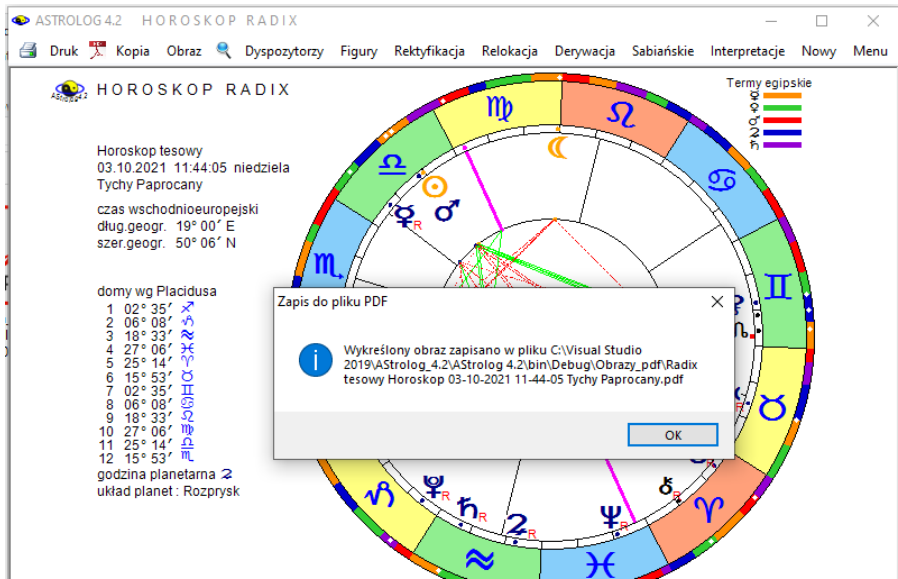 ASTROLOG 4.2 HOROSKOP RADIX
Druk Kopia Obraz Dyspozytorzy Figury Rektyfikacja Relokacja Derywacja Sabiańskie Interpretacje Nowy Menu
AStrolog4.2
HOROSKOP RADIX
Termy egipskie
☿
♀
♂
♃
♄
Horoskop tesowy
03.10.2021 11:44:05 niedziela
Tychy Paprocany
czas wschodnioeuropejski
dług.geogr. 19° 00´ E
szer.geogr. 50° 06´ N
domy wg Placidusa
1 02° 35´ ♐
2 06° 08´ ♑
3 18° 33´ ♒
4 27° 06´ ♓
5 25° 14´ ♈
6 15° 53´ ♉
7 02° 35´ ♊
8 06° 08´ ♋
9 18° 33´ ♌
10 27° 06´ ♍
11 25° 14´ ♎
12 15° 53´ ♏
godzina planetarna ♃
układ planet : Rozprysk
Zapis do pliku PDF
Wykreślony obraz zapisano w pliku C:\Visual Studio
2019\AStrolog_4.2\AStrolog 4.2\bin\Debug\Obrazy_pdf\Radix
tesowy Horoskop 03-10-2021 11-44-05 Tychy Paprocany.pdf
OK